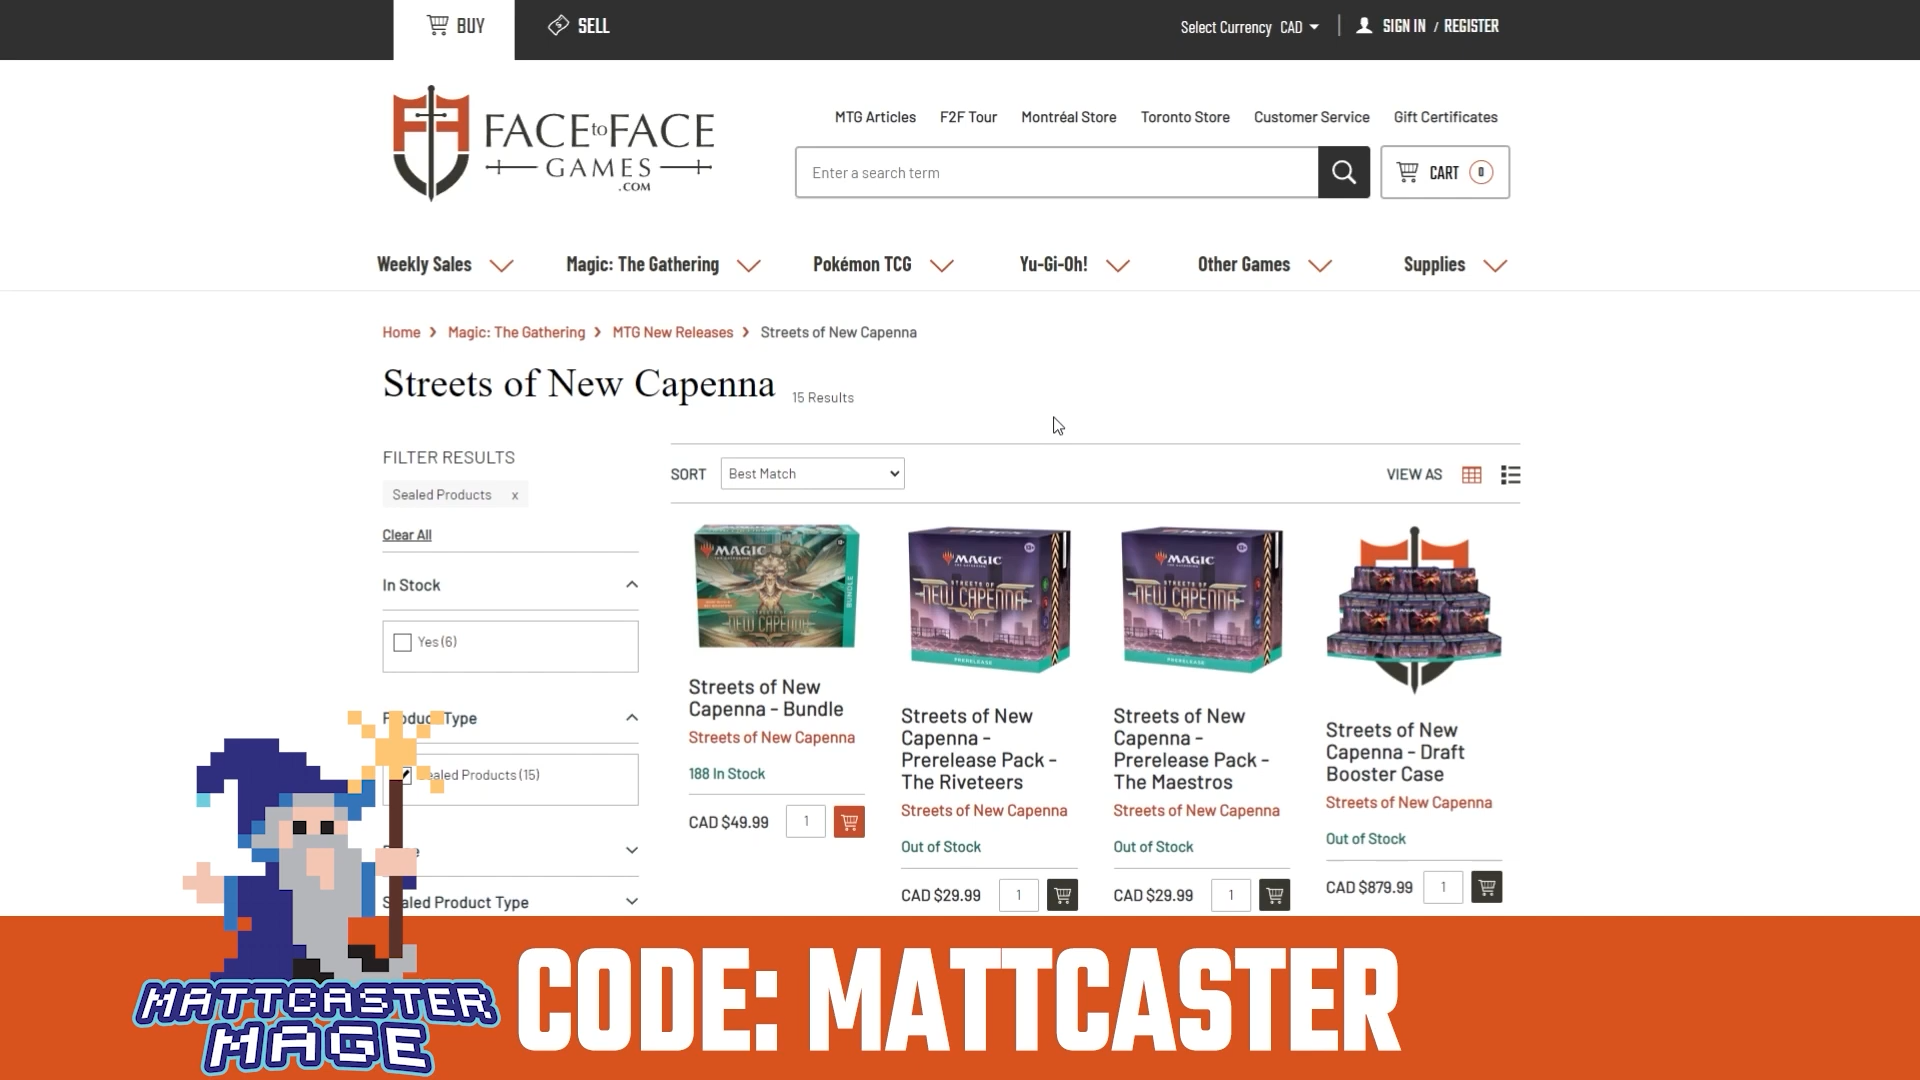 BUY
SELL
Select Currency CAD
SIGN IN / REGISTER
FACE to FACE
GAMES
.COM
MTG Articles
F2F Tour
Montréal Store
Toronto Store
Customer Service
Gift Certificates
Enter a search term
CART 0
Weekly Sales
Magic: The Gathering
Pokémon TCG
Yu-Gi-Oh!
Other Games
Supplies
Home > Magic: The Gathering > MTG New Releases > Streets of New Capenna
Streets of New Capenna
15 Results
FILTER RESULTS
Sealed Products x
Clear All
In Stock
Yes (6)
Product Type
Sealed Products (15)
Sealed Product Type
SORT
Best Match
VIEW AS
MAGIC
BUNDLE
NEW CAPENNA
Streets of New
Capenna - Bundle
Streets of New Capenna
188 In Stock
CAD $49.99
1
MAGIC
STREETS OF
NEW CAPENNA
PRERELEASE
Streets of New
Capenna -
Prerelease Pack -
The Riveteers
Streets of New Capenna
Out of Stock
CAD $29.99
1
MAGIC
STREETS OF
NEW CAPENNA
PRERELEASE
Streets of New
Capenna -
Prerelease Pack -
The Maestros
Streets of New Capenna
Out of Stock
CAD $29.99
1
Streets of New
Capenna - Draft
Booster Case
Streets of New Capenna
Out of Stock
CAD $879.99
1
MATTCASTER
MAGE
CODE: MATTCASTER